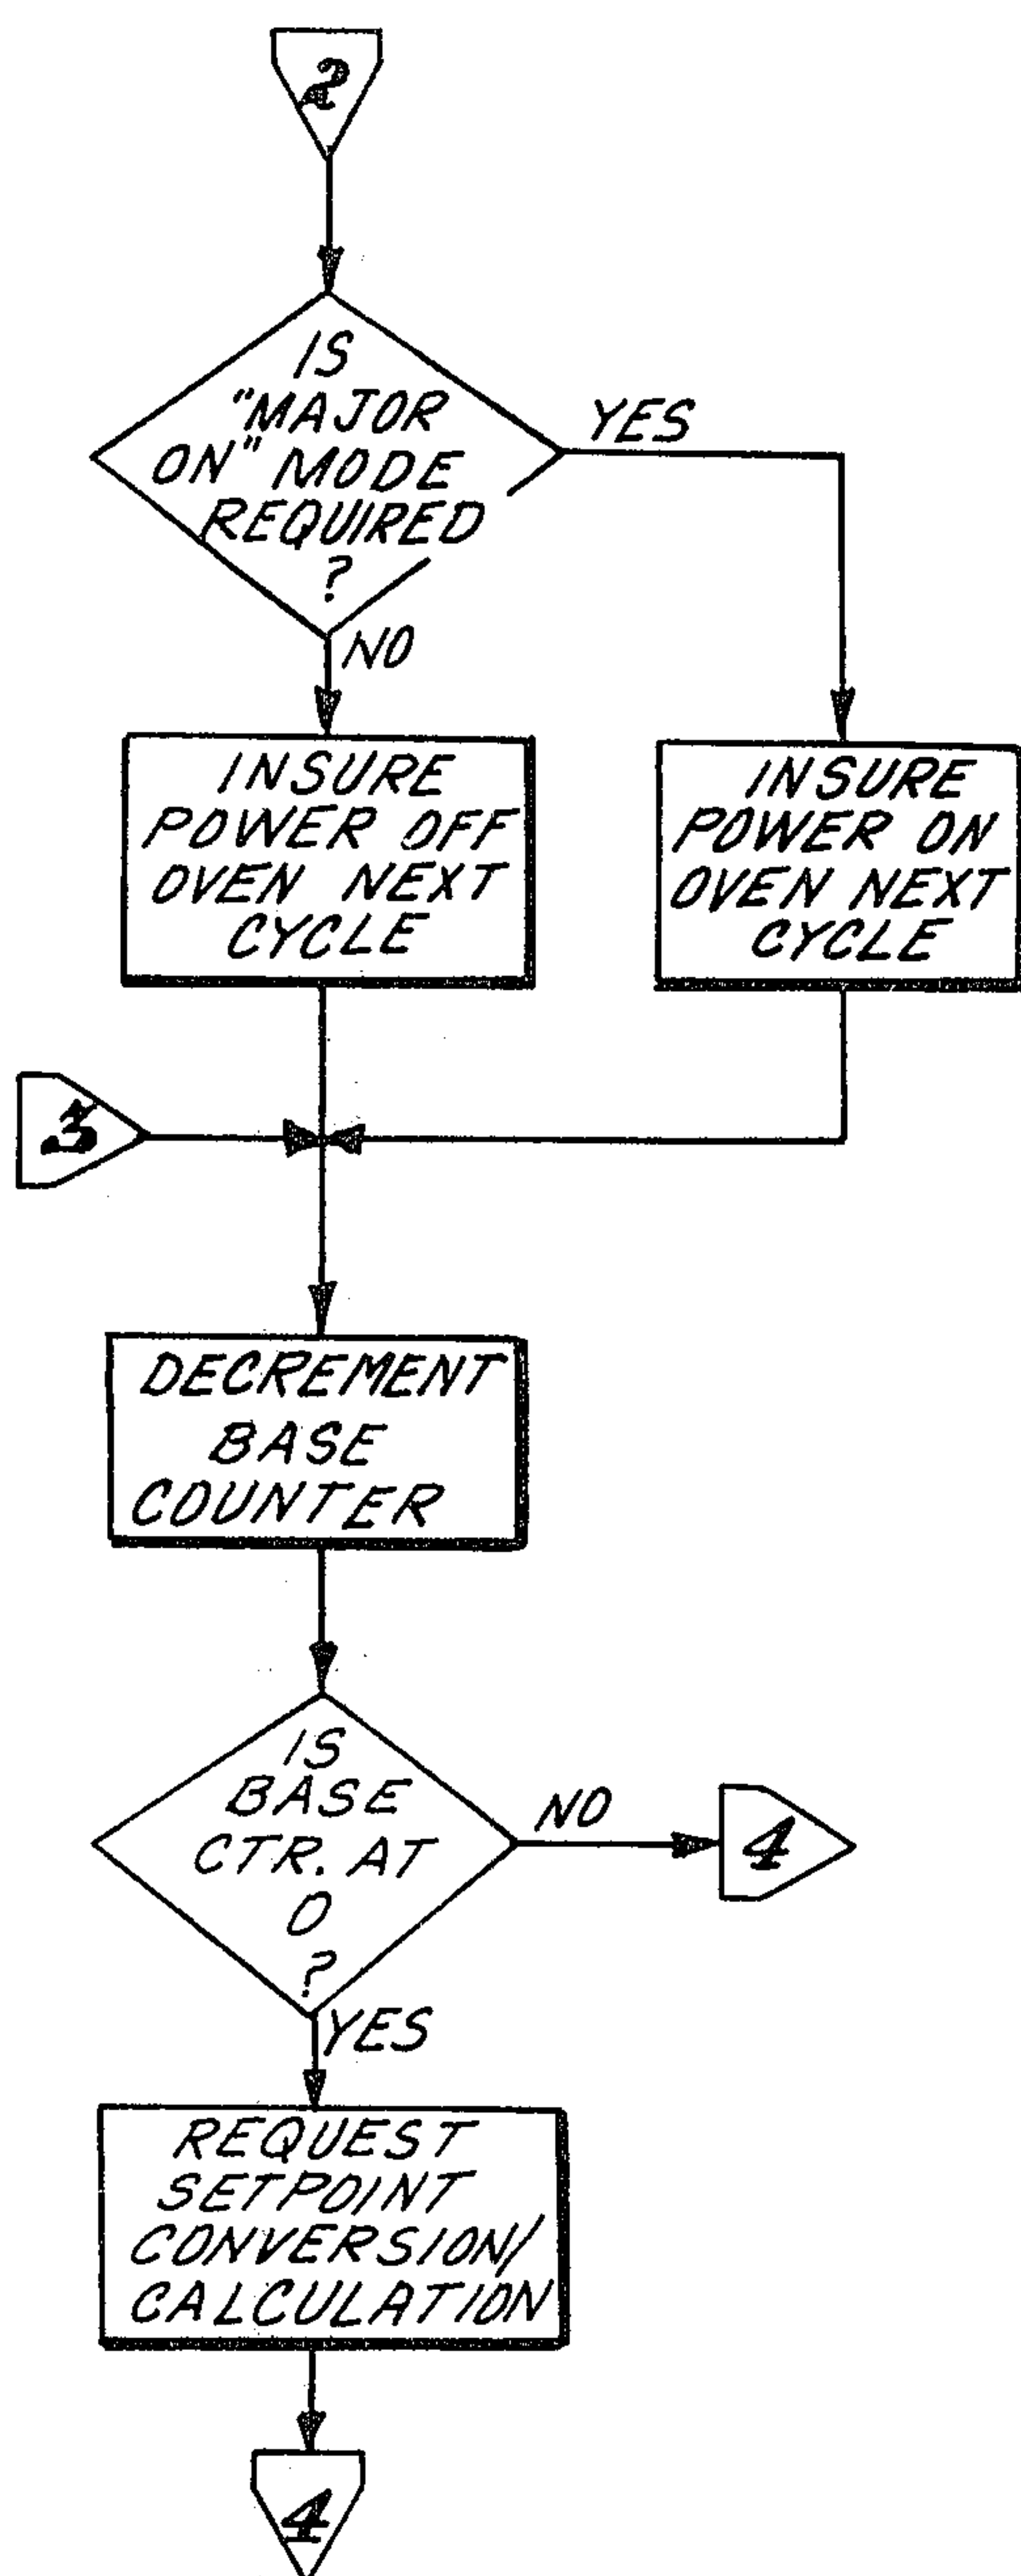 2
IS
"MAJOR
ON" MODE
REQUIRED
?
YES
NO
INSURE
POWER OFF
OVEN NEXT
CYCLE
INSURE
POWER ON
OVEN NEXT
CYCLE
3
DECREMENT
BASE
COUNTER
IS
BASE
CTR. AT
0
?
NO
4
YES
REQUEST
SETPOINT
CONVERSION/
CALCULATION
4